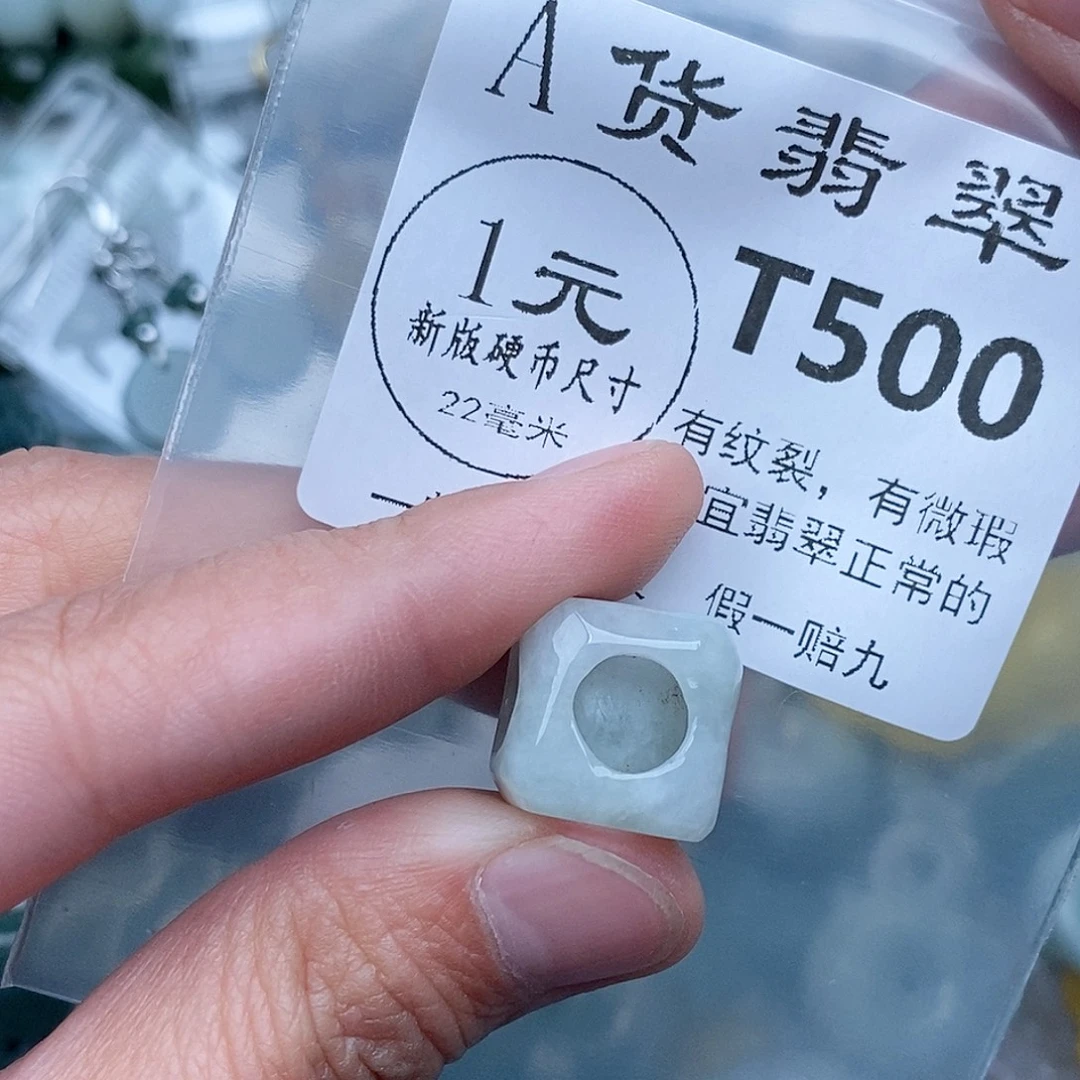 A货翡翠
1元
新版硬币尺寸
22毫米
T500
有纹裂，有微瑕
宜翡翠正常的
假一赔九